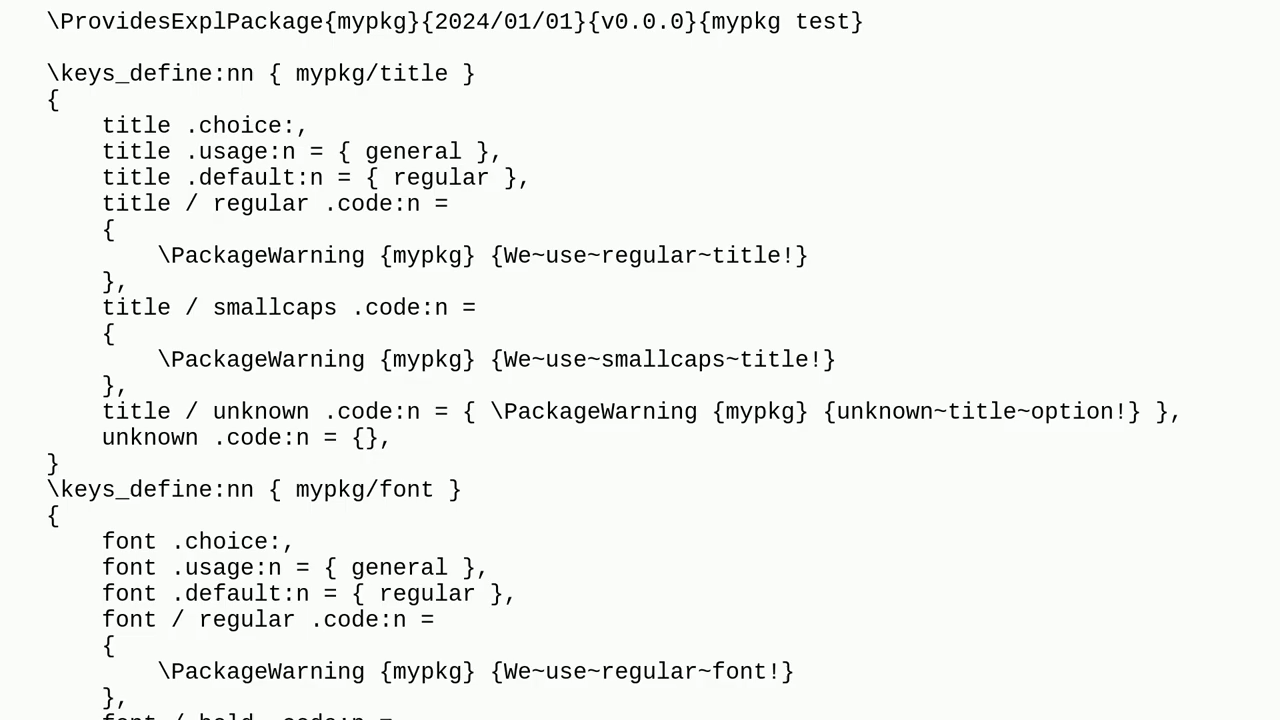 \ProvidesExplPackage{mypkg}{2024/01/01}{v0.0.0}{mypkg test}

\keys_define:nn { mypkg/title }
{
    title .choice:,
    title .usage:n = { general },
    title .default:n = { regular },
    title / regular .code:n =
    {
        \PackageWarning {mypkg} {We~use~regular~title!}
    },
    title / smallcaps .code:n =
    {
        \PackageWarning {mypkg} {We~use~smallcaps~title!}
    },
    title / unknown .code:n = { \PackageWarning {mypkg} {unknown~title~option!} },
    unknown .code:n = {},
}
\keys_define:nn { mypkg/font }
{
    font .choice:,
    font .usage:n = { general },
    font .default:n = { regular },
    font / regular .code:n =
    {
        \PackageWarning {mypkg} {We~use~regular~font!}
    },
    font / bold .code:n =